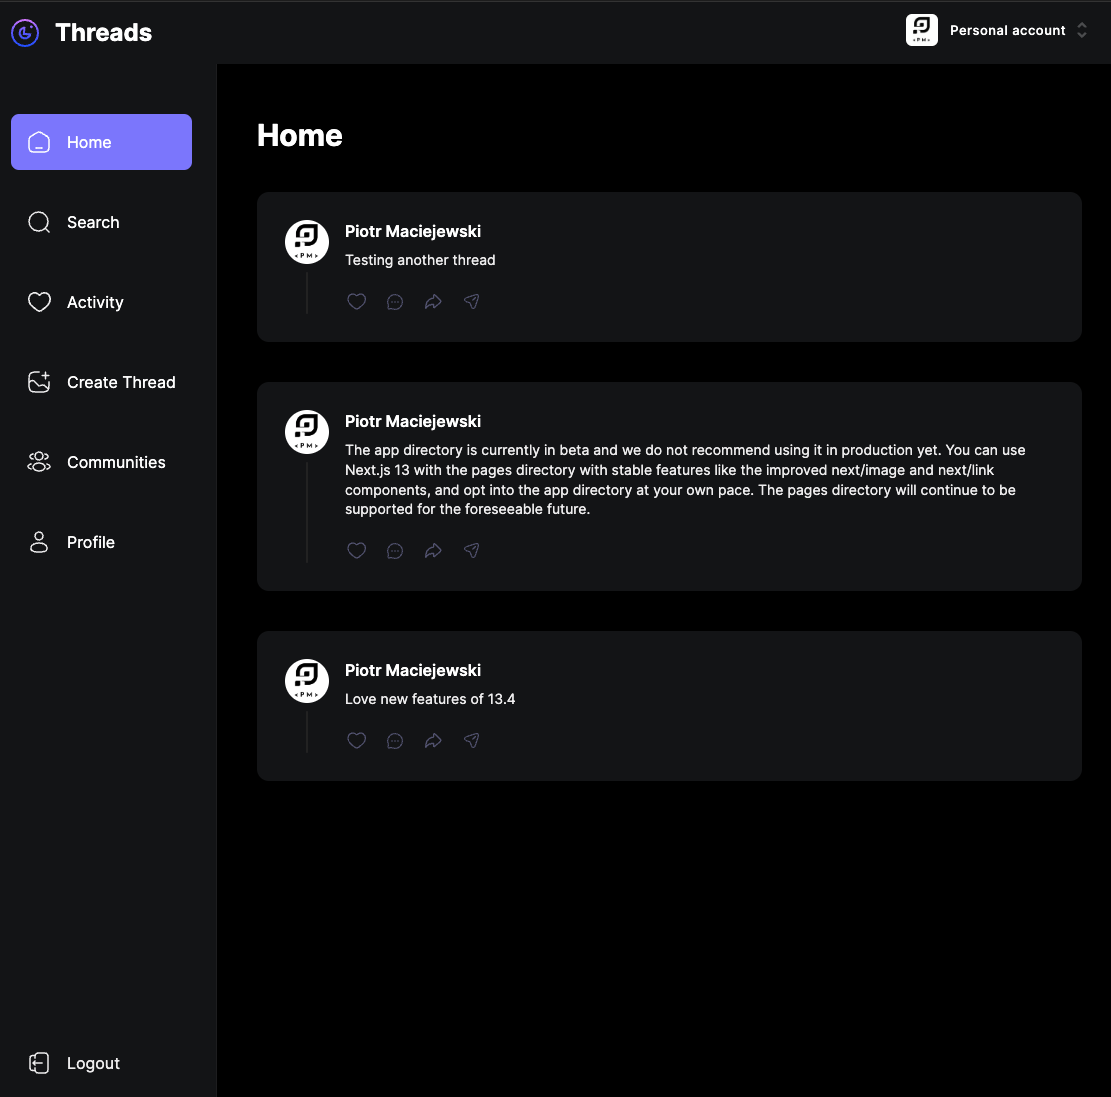 Threads
PM
Personal account
Home
Search
Activity
Create Thread
Communities
Profile
Logout
Home
<PM>
Piotr Maciejewski
Testing another thread
<PM>
Piotr Maciejewski
The app directory is currently in beta and we do not recommend using it in production yet. You can use
Next.js 13 with the pages directory with stable features like the improved next/image and next/link
components, and opt into the app directory at your own pace. The pages directory will continue to be
supported for the foreseeable future.
<PM>
Piotr Maciejewski
Love new features of 13.4